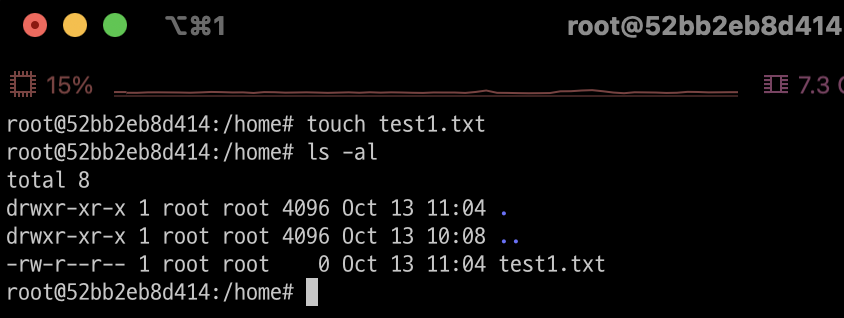 ⌥⌘1 root@52bb2eb8d414
15% 7.3
root@52bb2eb8d414:/home# touch test1.txt
root@52bb2eb8d414:/home# ls -al
total 8
drwxr-xr-x 1 root root 4096 Oct 13 11:04 .
drwxr-xr-x 1 root root 4096 Oct 13 10:08 ..
-rw-r--r-- 1 root root    0 Oct 13 11:04 test1.txt
root@52bb2eb8d414:/home#